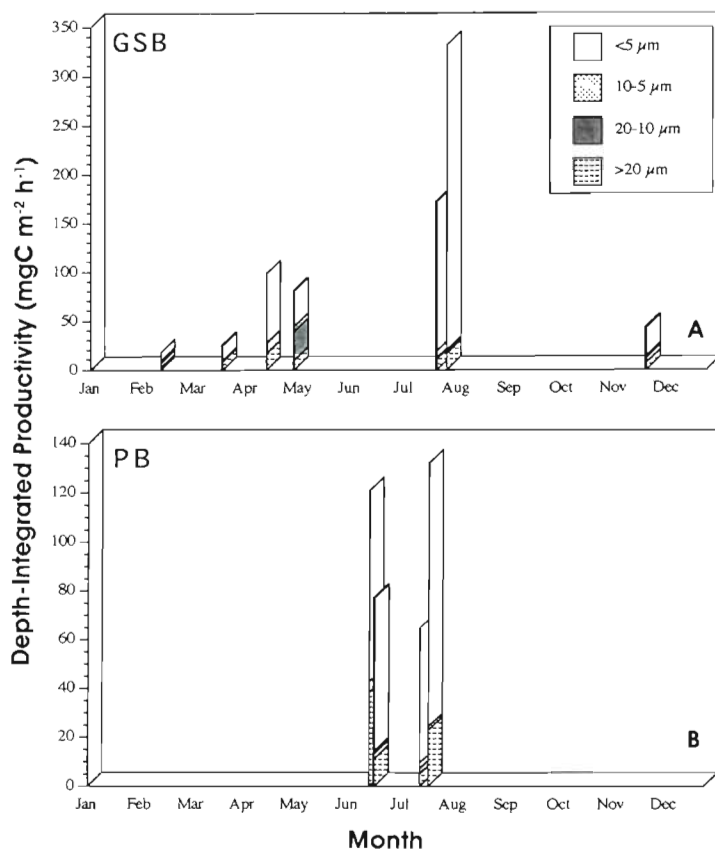 Depth-Integrated Productivity (mgC m⁻² h⁻¹)
GSB
350
300
250
200
150
100
50
0
<5 µm
10-5 µm
20-10 µm
>20 µm
A
Jan Feb Mar Apr May Jun Jul Aug Sep Oct Nov Dec
PB
140
120
100
80
60
40
20
0
B
Jan Feb Mar Apr May Jun Jul Aug Sep Oct Nov Dec
Month